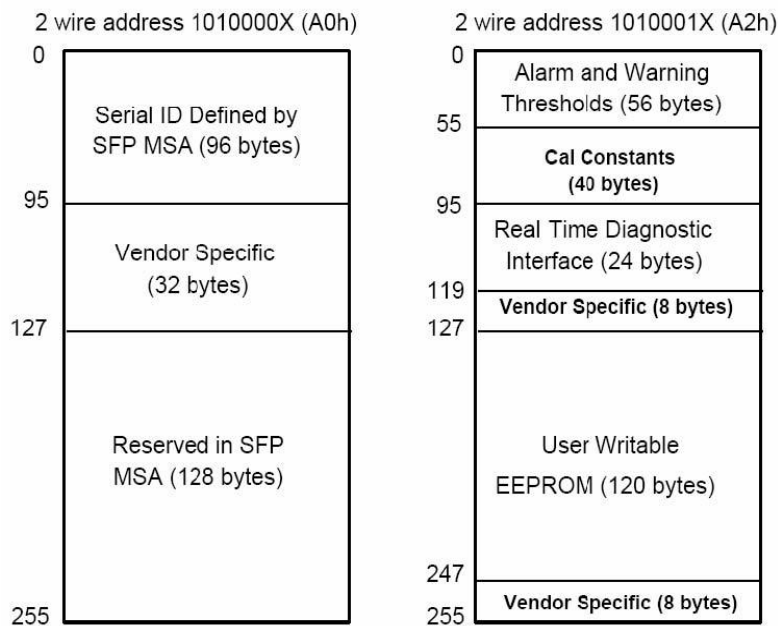 2 wire address 1010000X (A0h)
0
Serial ID Defined by
SFP MSA (96 bytes)
95
Vendor Specific
(32 bytes)
127
Reserved in SFP
MSA (128 bytes)
255
2 wire address 1010001X (A2h)
0
Alarm and Warning
Thresholds (56 bytes)
55
Cal Constants
(40 bytes)
95
Real Time Diagnostic
Interface (24 bytes)
119
Vendor Specific (8 bytes)
127
User Writable
EEPROM (120 bytes)
247
Vendor Specific (8 bytes)
255